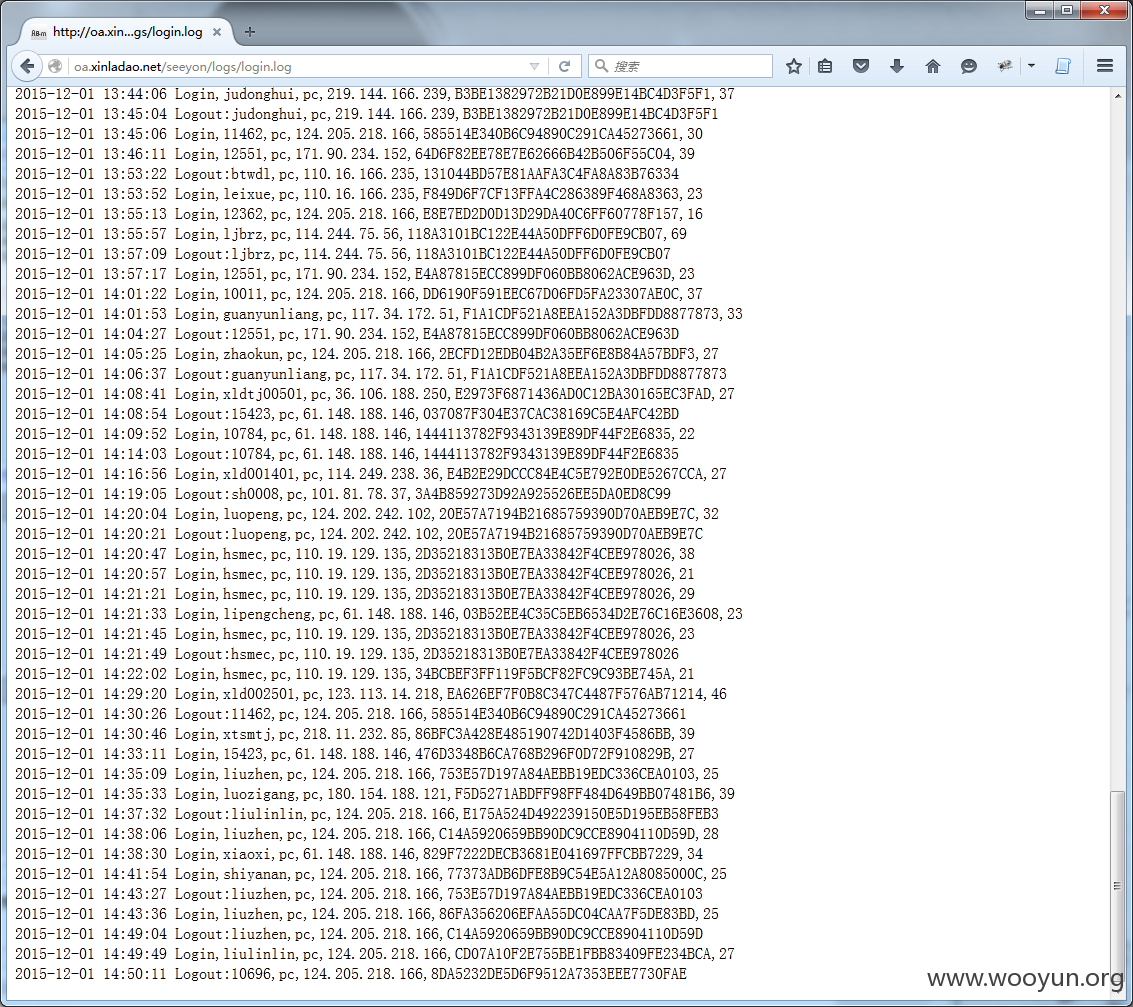 http://oa.xin...gs/login.log
oa.xinladao.net/seeyon/logs/login.log
搜索
2015-12-01 13:44:06 Login,judonghui,pc,219.144.166.239,B3BE1382972B21D0E899E14BC4D3F5F1,37
2015-12-01 13:45:04 Logout:judonghui,pc,219.144.166.239,B3BE1382972B21D0E899E14BC4D3F5F1
2015-12-01 13:45:06 Login,11462,pc,124.205.218.166,585514E340B6C94890C291CA45273661,30
2015-12-01 13:46:11 Login,12551,pc,171.90.234.152,64D6F82EE78E7E62666B42B506F55C04,39
2015-12-01 13:53:22 Logout:btwdl,pc,110.16.166.235,131044BD57E81AAFA3C4FA8A83B76334
2015-12-01 13:53:52 Login,leixue,pc,110.16.166.235,F849D6F7CF13FFA4C286389F468A8363,23
2015-12-01 13:55:13 Login,12362,pc,124.205.218.166,E8E7ED2D0D13D29DA40C6FF60778F157,16
2015-12-01 13:55:57 Login,ljbrz,pc,114.244.75.56,118A3101BC122E44A50DFF6D0FE9CB07,69
2015-12-01 13:57:09 Logout:ljbrz,pc,114.244.75.56,118A3101BC122E44A50DFF6D0FE9CB07
2015-12-01 13:57:17 Login,12551,pc,171.90.234.152,E4A87815ECC899DF060BB8062ACE963D,23
2015-12-01 14:01:22 Login,10011,pc,124.205.218.166,DD6190F591EEC67D06FD5FA23307AE0C,37
2015-12-01 14:01:53 Login,guanyunliang,pc,117.34.172.51,F1A1CDF521A8EEA152A3DBFDD8877873,33
2015-12-01 14:04:27 Logout:12551,pc,171.90.234.152,E4A87815ECC899DF060BB8062ACE963D
2015-12-01 14:05:25 Login,zhaokun,pc,124.205.218.166,2ECFD12EDB04B2A35EF6E8B84A57BDF3,27
2015-12-01 14:06:37 Logout:guanyunliang,pc,117.34.172.51,F1A1CDF521A8EEA152A3DBFDD8877873
2015-12-01 14:08:41 Login,xldtj00501,pc,36.106.188.250,E2973F6871436AD0C12BA30165EC3FAD,27
2015-12-01 14:08:54 Logout:15423,pc,61.148.188.146,037087F304E37CAC38169C5E4AFC42BD
2015-12-01 14:09:52 Login,10784,pc,61.148.188.146,1444113782F9343139E89DF44F2E6835,22
2015-12-01 14:14:03 Logout:10784,pc,61.148.188.146,1444113782F9343139E89DF44F2E6835
2015-12-01 14:16:56 Login,xld001401,pc,114.249.238.36,E4B2E29DCCC84E4C5E792E0DE5267CCA,27
2015-12-01 14:19:05 Logout:sh0008,pc,101.81.78.37,3A4B859273D92A925526EE5DA0ED8C99
2015-12-01 14:20:04 Login,luopeng,pc,124.202.242.102,20E57A7194B21685759390D70AEB9E7C,32
2015-12-01 14:20:21 Logout:luopeng,pc,124.202.242.102,20E57A7194B21685759390D70AEB9E7C
2015-12-01 14:20:47 Login,hsmec,pc,110.19.129.135,2D35218313B0E7EA33842F4CEE978026,38
2015-12-01 14:20:57 Login,hsmec,pc,110.19.129.135,2D35218313B0E7EA33842F4CEE978026,21
2015-12-01 14:21:21 Login,hsmec,pc,110.19.129.135,2D35218313B0E7EA33842F4CEE978026,29
2015-12-01 14:21:33 Login,lipengcheng,pc,61.148.188.146,03B52EE4C35C5EB6534D2E76C16E3608,23
2015-12-01 14:21:45 Login,hsmec,pc,110.19.129.135,2D35218313B0E7EA33842F4CEE978026,23
2015-12-01 14:21:49 Logout:hsmec,pc,110.19.129.135,2D35218313B0E7EA33842F4CEE978026
2015-12-01 14:22:02 Login,hsmec,pc,110.19.129.135,34BCBEF3FF119F5BCF82FC9C93BE745A,21
2015-12-01 14:29:20 Login,xld002501,pc,123.113.14.218,EA626EF7F0B8C347C4487F576AB71214,46
2015-12-01 14:30:26 Logout:11462,pc,124.205.218.166,585514E340B6C94890C291CA45273661
2015-12-01 14:30:46 Login,xtsmtj,pc,218.11.232.85,86BFC3A428E485190742D1403F4586BB,39
2015-12-01 14:33:11 Login,15423,pc,61.148.188.146,476D3348B6CA768B296F0D72F910829B,27
2015-12-01 14:35:09 Login,liuzhen,pc,124.205.218.166,753E57D197A84AEBB19EDC336CEA0103,25
2015-12-01 14:35:33 Login,luozigang,pc,180.154.188.121,F5D5271ABDFF98FF484D649BB07481B6,39
2015-12-01 14:37:32 Logout:liulinlin,pc,124.205.218.166,E175A524D492239150E5D195EB58FEB3
2015-12-01 14:38:06 Login,liuzhen,pc,124.205.218.166,C14A5920659BB90DC9CCE8904110D59D,28
2015-12-01 14:38:30 Login,xiaoxi,pc,61.148.188.146,829F7222DECB3681E041697FFCBB7229,34
2015-12-01 14:41:54 Login,shiyanan,pc,124.205.218.166,77373ADB6DFE8B9C54E5A12A8085000C,25
2015-12-01 14:43:27 Logout:liuzhen,pc,124.205.218.166,753E57D197A84AEBB19EDC336CEA0103
2015-12-01 14:43:36 Login,liuzhen,pc,124.205.218.166,86FA356206EFAA55DC04CAA7F5DE83BD,25
2015-12-01 14:49:04 Logout:liuzhen,pc,124.205.218.166,C14A5920659BB90DC9CCE8904110D59D
2015-12-01 14:49:49 Login,liulinlin,pc,124.205.218.166,CD07A10F2E755BE1FBB83409FE234BCA,27
2015-12-01 14:50:11 Logout:10696,pc,124.205.218.166,8DA5232DE5D6F9512A7353EEE7730FAE
www.wooyun.org